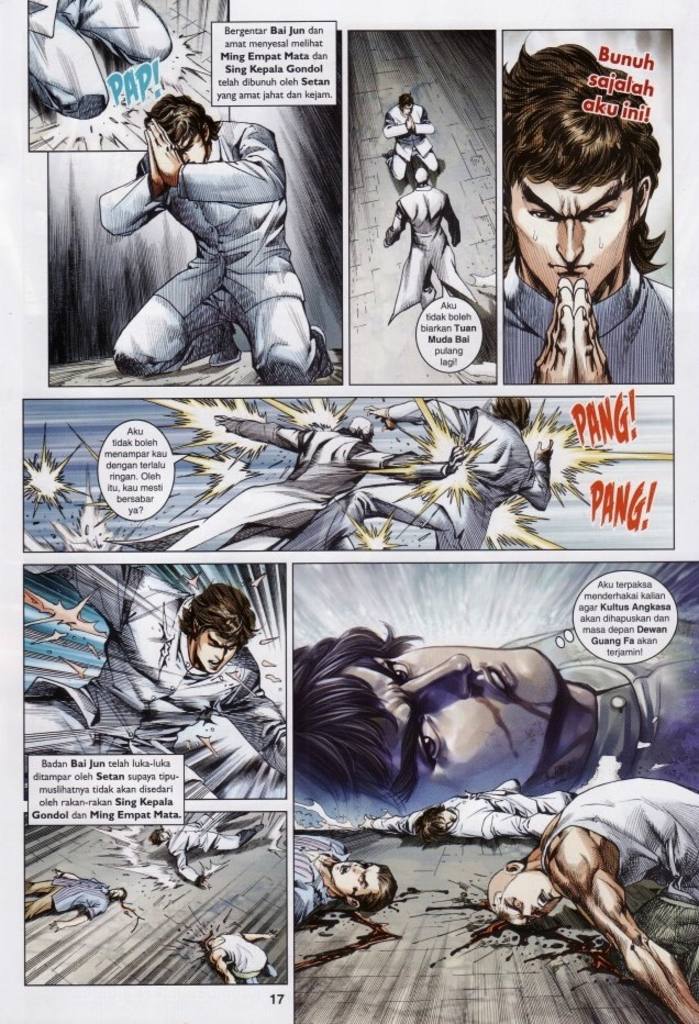 Bergentar Bai Jun dan
amat menyesal melihat
Ming Empat Mata dan
Sing Kepala Gondol
telah dibunuh oleh Setan
yang amat jahat dan kejam.
PAP!
Aku
tidak boleh
biarkan Tuan
Muda Bai
pulang
lagi!
Bunuh
sajalah
aku ini!
Aku
tidak boleh
menampar kau
dengan terlalu
ringan. Oleh
itu, kau mesti
bersabar
ya?
PANG!
PANG!
Badan Bai Jun telah luka-luka
ditampar oleh Setan supaya tipu-
muslihatnya tidak akan disedari
oleh rakan-rakan Sing Kepala
Gondol dan Ming Empat Mata.
Aku terpaksa
menderhakai kalian
agar Kultus Angkasa
akan dihapuskan dan
masa depan Dewan
Guang Fa akan
terjamin!
17